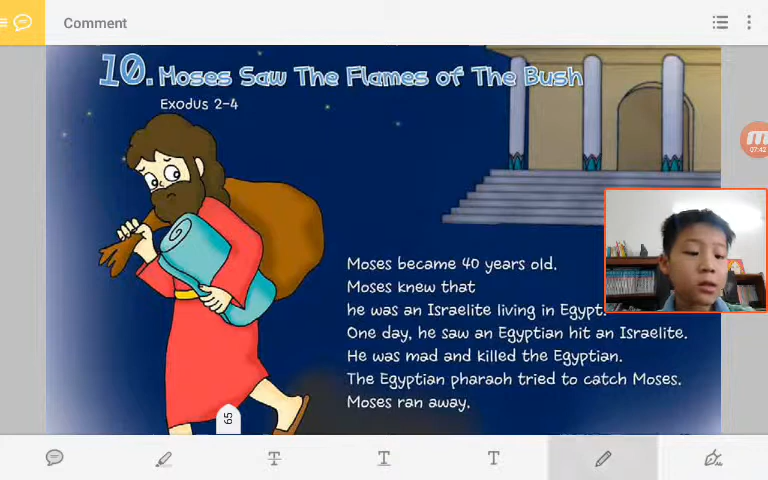 Comment
10. Moses Saw The Flames of The Bush
Exodus 2-4
07:42
Moses became 40 years old.
Moses knew that
he was an Israelite living in Egypt.
One day, he saw an Egyptian hit an Israelite.
He was mad and killed the Egyptian.
The Egyptian pharaoh tried to catch Moses.
Moses ran away.
65